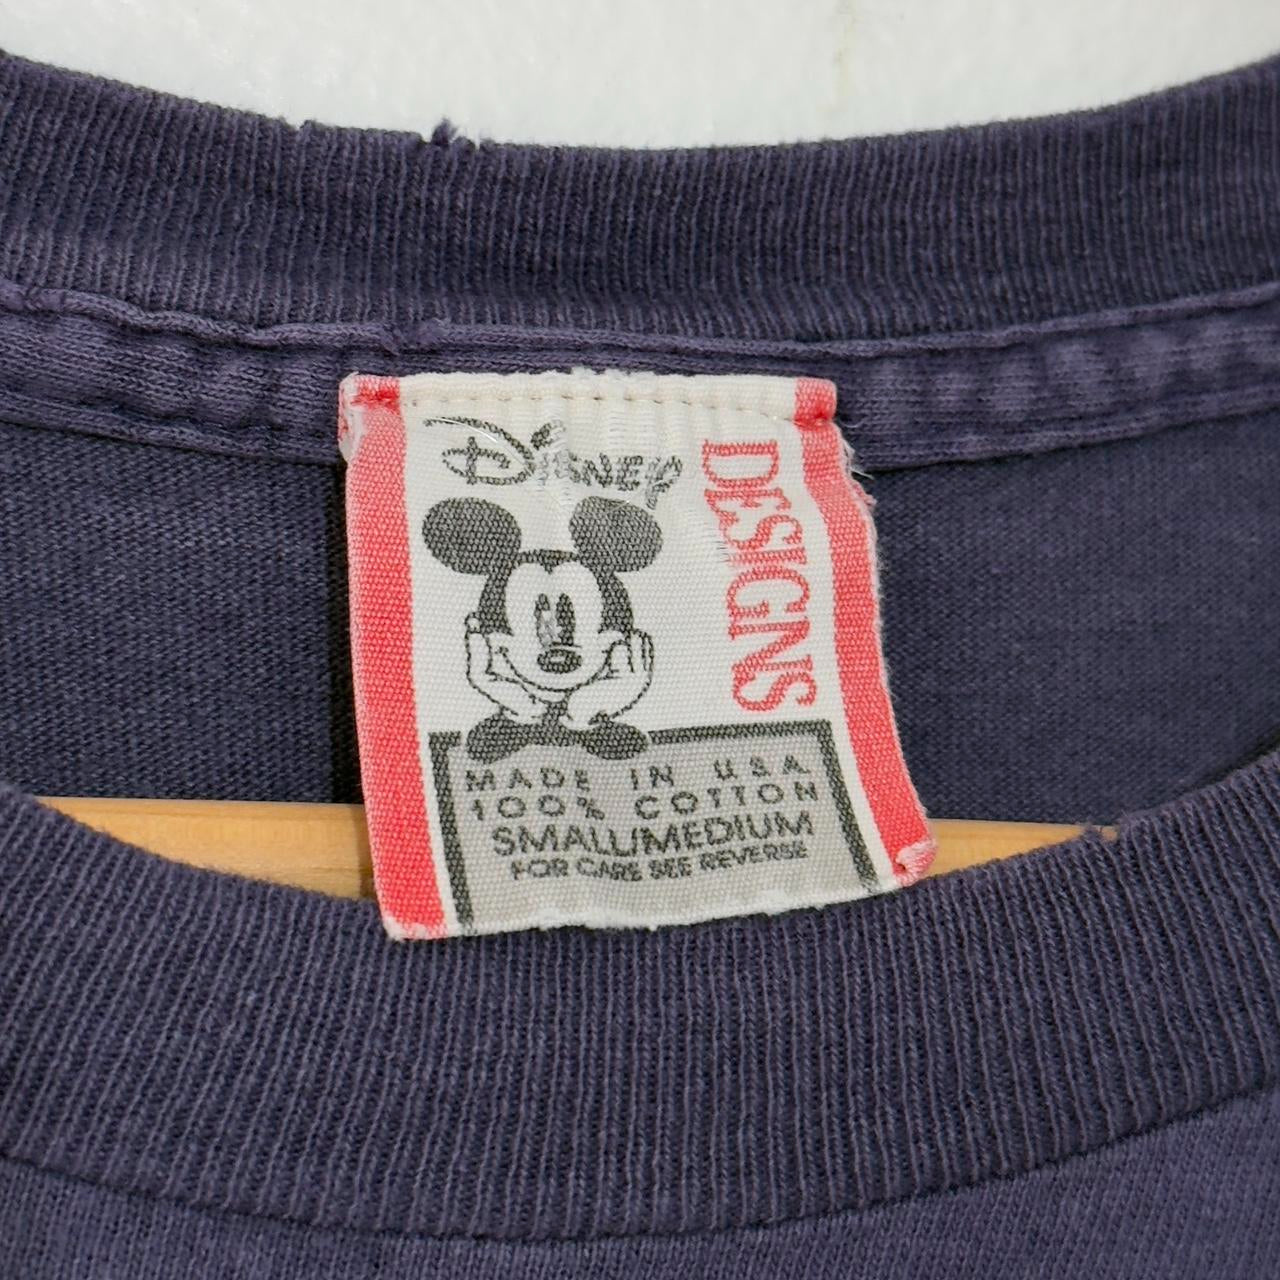 Disney
DESIGNS
MADE IN USA
100% COTTON
SMALL/MEDIUM
FOR CARE SEE REVERSE